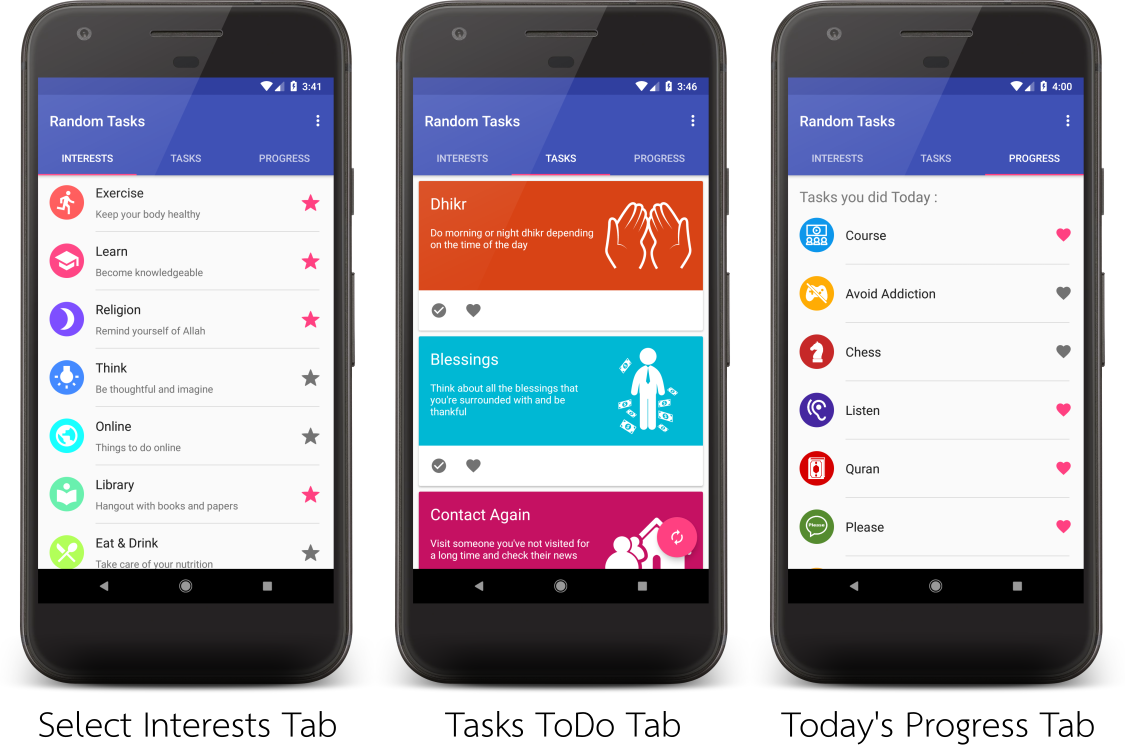 3:41
Random Tasks
INTERESTS TASKS PROGRESS
Exercise
Keep your body healthy
Learn
Become knowledgeable
Religion
Remind yourself of Allah
Think
Be thoughtful and imagine
Online
Things to do online
Library
Hangout with books and papers
Eat & Drink
Take care of your nutrition
Select Interests Tab
3:46
Random Tasks
INTERESTS TASKS PROGRESS
Dhikr
Do morning or night dhikr depending
on the time of the day
Blessings
Think about all the blessings that
you're surrounded with and be
thankful
Contact Again
Visit someone you've not visited for
a long time and check their news
Tasks ToDo Tab
4:00
Random Tasks
INTERESTS TASKS PROGRESS
Tasks you did Today :
Course
Avoid Addiction
Chess
Listen
Quran
Please
Please
Today's Progress Tab